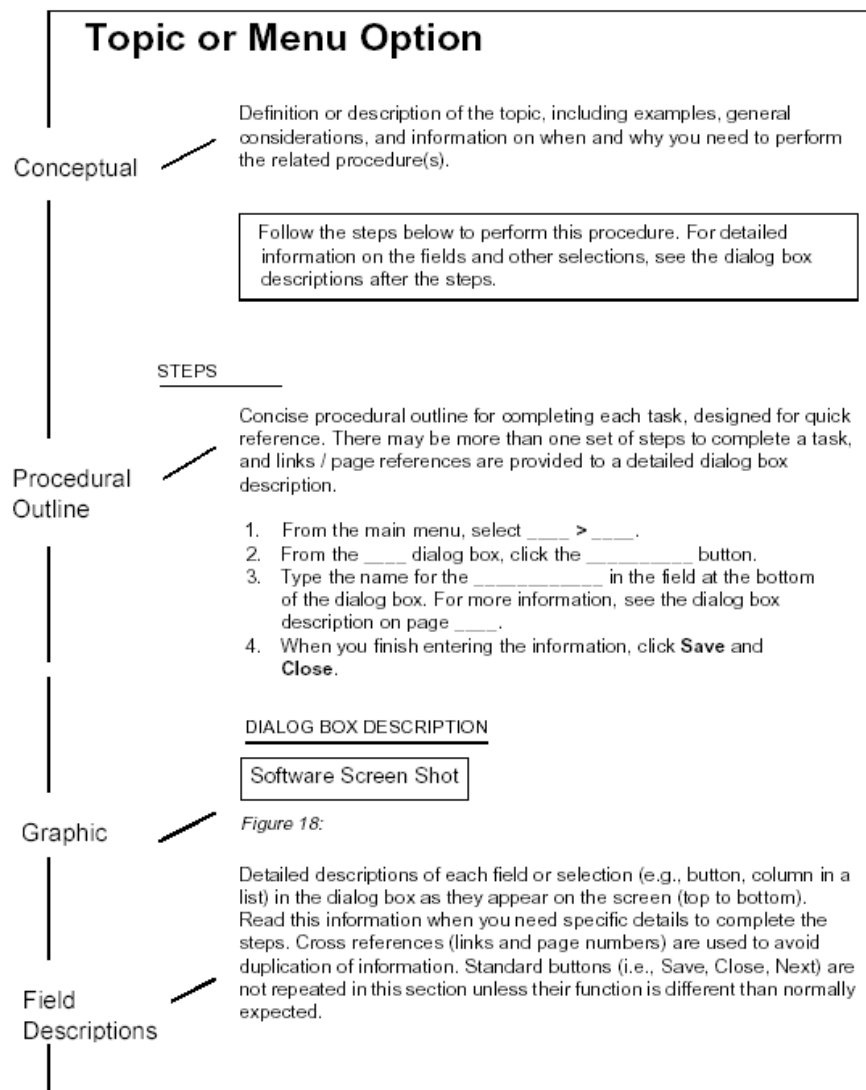 Topic or Menu Option
Definition or description of the topic, including examples, general
considerations, and information on when and why you need to perform
the related procedure(s).
Conceptual
Follow the steps below to perform this procedure. For detailed
information on the fields and other selections, see the dialog box
descriptions after the steps.
STEPS
Concise procedural outline for completing each task, designed for quick
reference. There may be more than one set of steps to complete a task,
and links / page references are provided to a detailed dialog box
description.
Procedural
Outline
1. From the main menu, select ____ > ____.
2. From the ____ dialog box, click the __________ button.
3. Type the name for the ____________ in the field at the bottom
of the dialog box. For more information, see the dialog box
description on page ____.
4. When you finish entering the information, click Save and
Close.
DIALOG BOX DESCRIPTION
Software Screen Shot
Graphic
Figure 18:
Detailed descriptions of each field or selection (e.g., button, column in a
list) in the dialog box as they appear on the screen (top to bottom).
Read this information when you need specific details to complete the
steps. Cross references (links and page numbers) are used to avoid
duplication of information. Standard buttons (i.e., Save, Close, Next) are
not repeated in this section unless their function is different than normally
expected.
Field
Descriptions